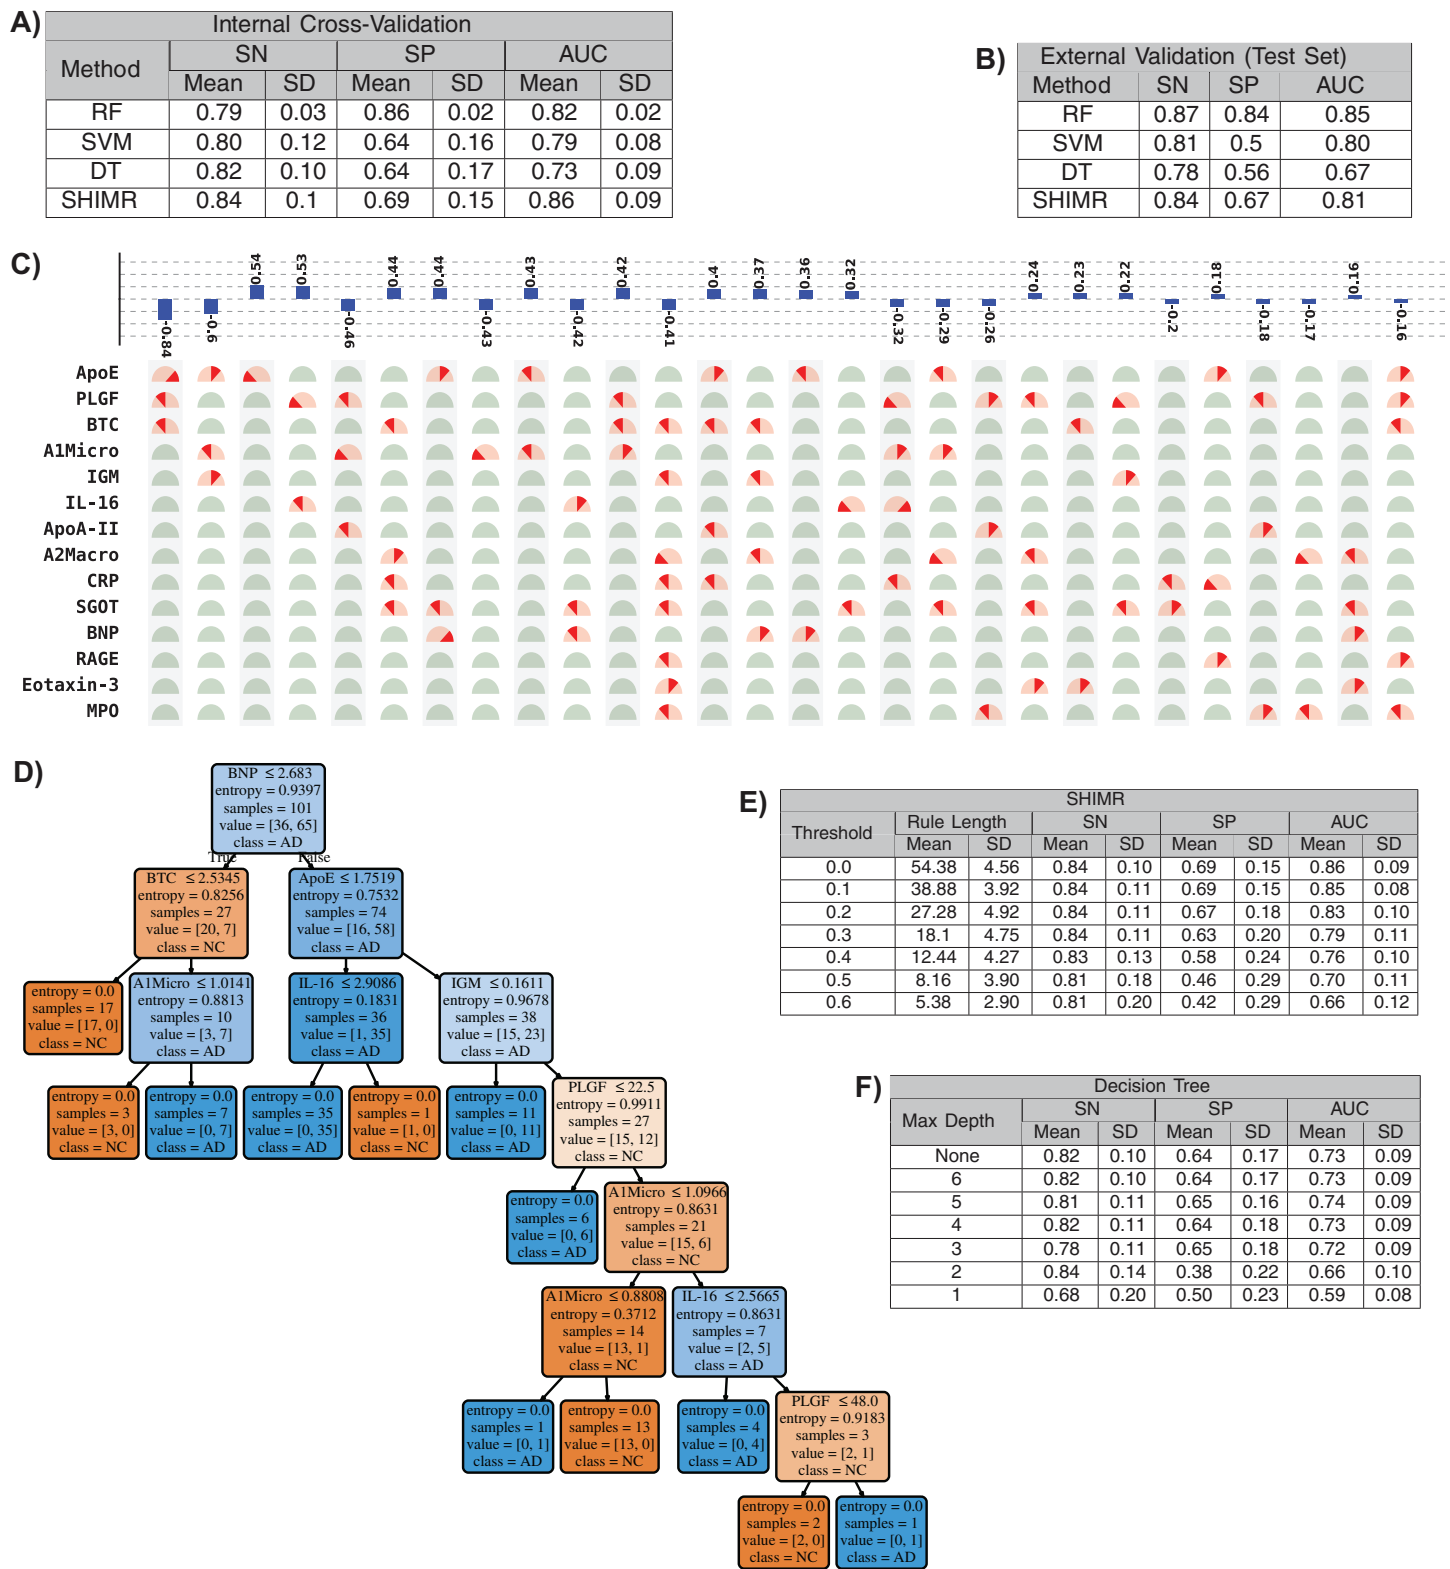 A)
Internal Cross-Validation
Method SN SP AUC
Mean SD Mean SD Mean SD
RF 0.79 0.03 0.86 0.02 0.82 0.02
SVM 0.80 0.12 0.64 0.16 0.79 0.08
DT 0.82 0.10 0.64 0.17 0.73 0.09
SHIMR 0.84 0.1 0.69 0.15 0.86 0.09
B)
External Validation (Test Set)
Method SN SP AUC
RF 0.87 0.84 0.85
SVM 0.81 0.5 0.80
DT 0.78 0.56 0.67
SHIMR 0.84 0.67 0.81
C)
-0.84 -0.6 0.54 0.53 -0.46 0.44 0.44 -0.43 0.43 -0.42 0.42 -0.41 0.4 0.37 0.36 0.32 -0.32 -0.29 -0.26 0.24 0.23 0.22 -0.2 0.18 -0.18 -0.17 0.16 -0.16
ApoE
PLGF
BTC
A1Micro
IGM
IL-16
ApoA-II
A2Macro
CRP
SGOT
BNP
RAGE
Eotaxin-3
MPO
D)
BNP ≤ 2.683
entropy = 0.9397
samples = 101
value = [36, 65]
class = AD
True
False
BTC ≤ 2.5345
entropy = 0.8256
samples = 27
value = [20, 7]
class = NC
ApoE ≤ 1.7519
entropy = 0.7532
samples = 74
value = [16, 58]
class = AD
entropy = 0.0
samples = 17
value = [17, 0]
class = NC
A1Micro ≤ 1.0141
entropy = 0.8813
samples = 10
value = [3, 7]
class = AD
IL-16 ≤ 2.9086
entropy = 0.1831
samples = 36
value = [1, 35]
class = AD
IGM ≤ 0.1611
entropy = 0.9678
samples = 38
value = [15, 23]
class = AD
entropy = 0.0
samples = 3
value = [3, 0]
class = NC
entropy = 0.0
samples = 7
value = [0, 7]
class = AD
entropy = 0.0
samples = 35
value = [0, 35]
class = AD
entropy = 0.0
samples = 1
value = [1, 0]
class = NC
entropy = 0.0
samples = 11
value = [0, 11]
class = AD
PLGF ≤ 22.5
entropy = 0.9911
samples = 27
value = [15, 12]
class = NC
entropy = 0.0
samples = 6
value = [0, 6]
class = AD
A1Micro ≤ 1.0966
entropy = 0.8631
samples = 21
value = [15, 6]
class = NC
A1Micro ≤ 0.8808
entropy = 0.3712
samples = 14
value = [13, 1]
class = NC
IL-16 ≤ 2.5665
entropy = 0.8631
samples = 7
value = [2, 5]
class = AD
entropy = 0.0
samples = 1
value = [0, 1]
class = AD
entropy = 0.0
samples = 13
value = [13, 0]
class = NC
entropy = 0.0
samples = 4
value = [0, 4]
class = AD
PLGF ≤ 48.0
entropy = 0.9183
samples = 3
value = [2, 1]
class = NC
entropy = 0.0
samples = 2
value = [2, 0]
class = NC
entropy = 0.0
samples = 1
value = [0, 1]
class = AD
E)
SHIMR
Threshold Rule Length SN SP AUC
Mean SD Mean SD Mean SD Mean SD
0.0 54.38 4.56 0.84 0.10 0.69 0.15 0.86 0.09
0.1 38.88 3.92 0.84 0.11 0.69 0.15 0.85 0.08
0.2 27.28 4.92 0.84 0.11 0.67 0.18 0.83 0.10
0.3 18.1 4.75 0.84 0.11 0.63 0.20 0.79 0.11
0.4 12.44 4.27 0.83 0.13 0.58 0.24 0.76 0.10
0.5 8.16 3.90 0.81 0.18 0.46 0.29 0.70 0.11
0.6 5.38 2.90 0.81 0.20 0.42 0.29 0.66 0.12
F)
Decision Tree
Max Depth SN SP AUC
Mean SD Mean SD Mean SD
None 0.82 0.10 0.64 0.17 0.73 0.09
6 0.82 0.10 0.64 0.17 0.73 0.09
5 0.81 0.11 0.65 0.16 0.74 0.09
4 0.82 0.11 0.64 0.18 0.73 0.09
3 0.78 0.11 0.65 0.18 0.72 0.09
2 0.84 0.14 0.38 0.22 0.66 0.10
1 0.68 0.20 0.50 0.23 0.59 0.08